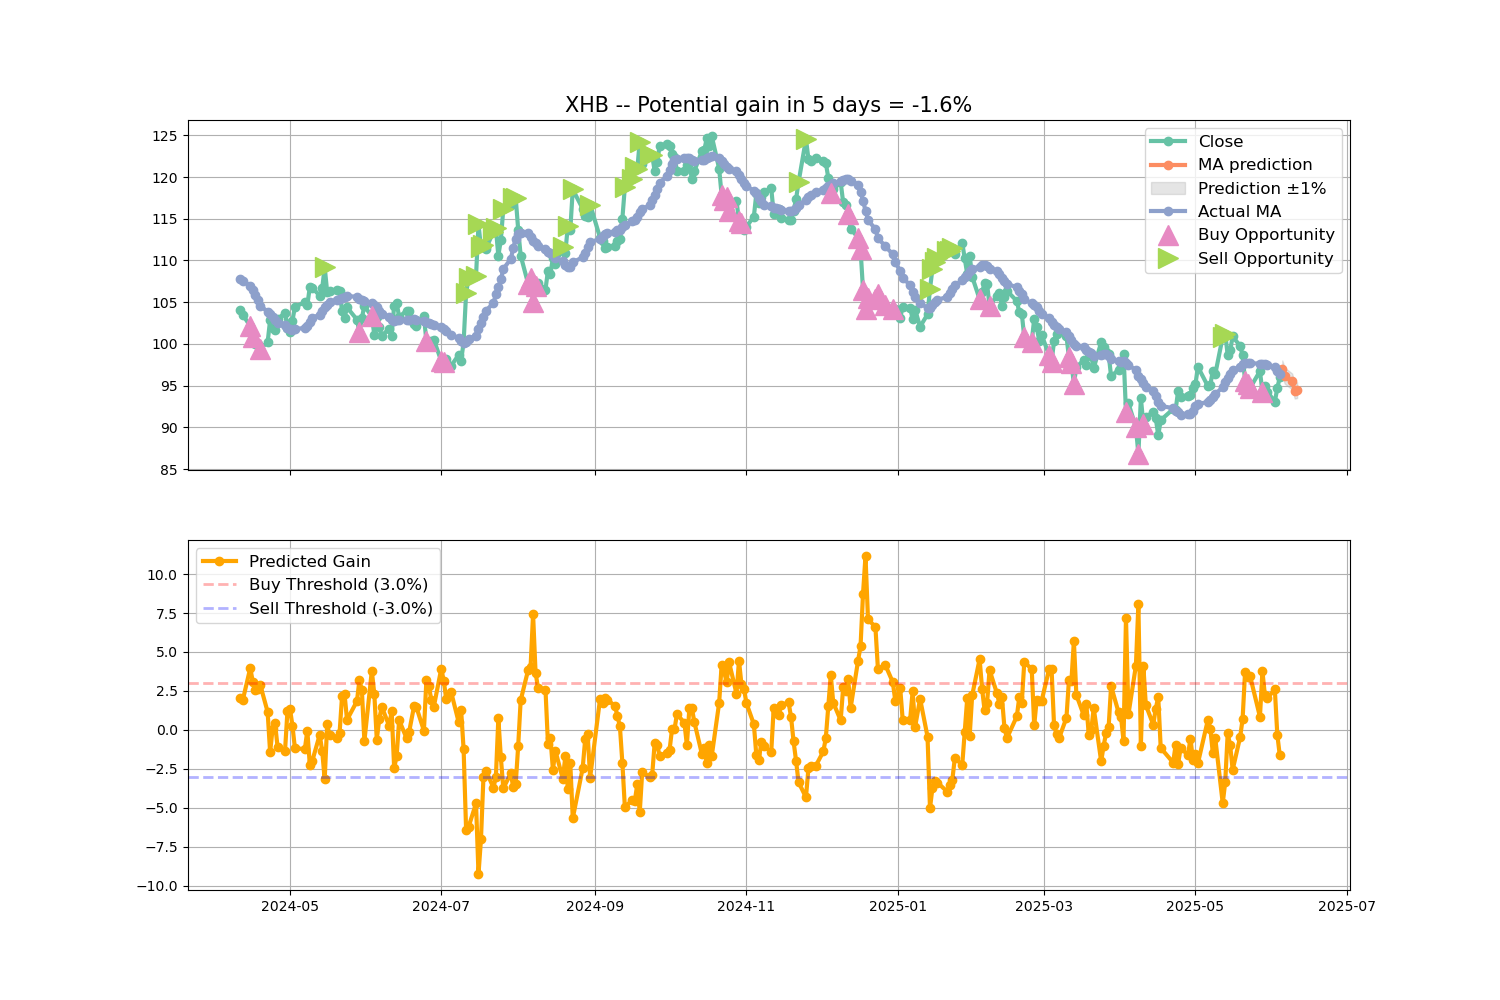 XHB -- Potential gain in 5 days = -1.6%
125
120
115
110
105
100
95
90
85
Close
MA prediction
Prediction ±1%
Actual MA
Buy Opportunity
Sell Opportunity
10.0
7.5
5.0
2.5
0.0
−2.5
−5.0
−7.5
−10.0
Predicted Gain
Buy Threshold (3.0%)
Sell Threshold (-3.0%)
2024-05
2024-07
2024-09
2024-11
2025-01
2025-03
2025-05
2025-07